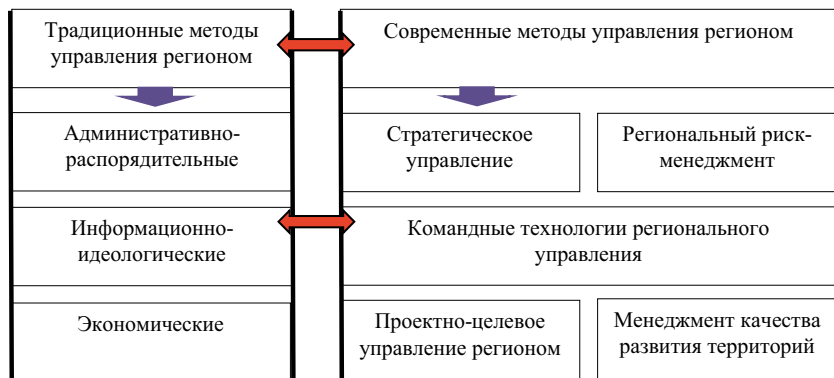 Традиционные методы
управления регионом
Современные методы управления регионом
Административно-
распорядительные
Стратегическое
управление
Региональный риск-
менеджмент
Информационно-
идеологические
Командные технологии регионального
управления
Экономические
Проектно-целевое
управление регионом
Менеджмент качества
развития территорий